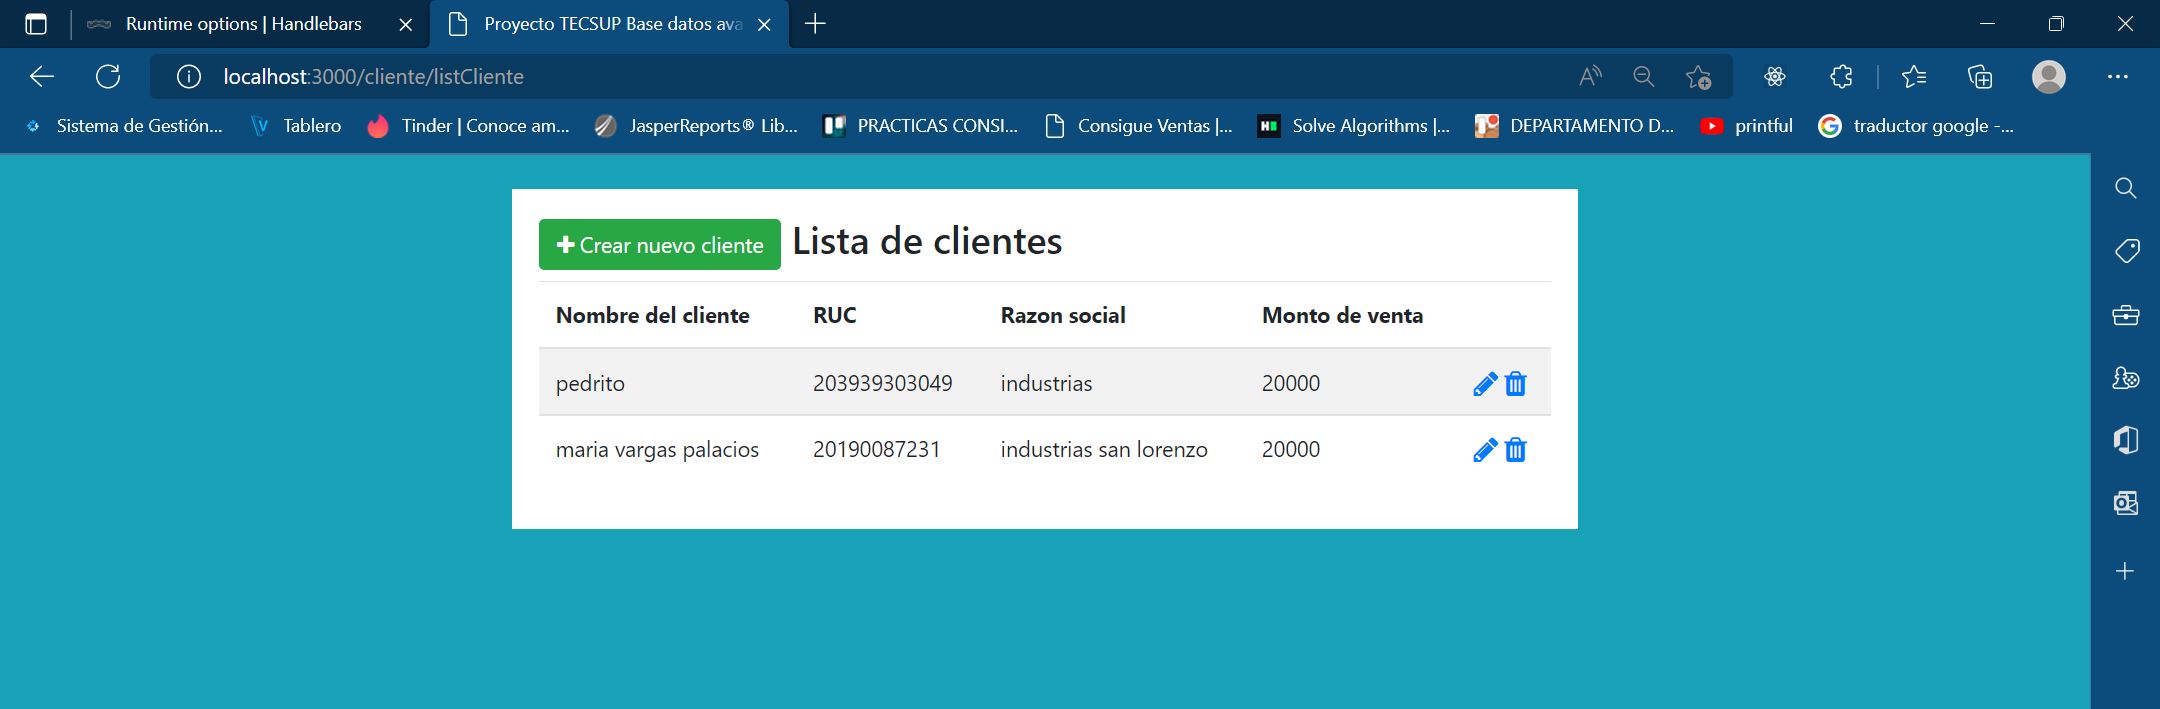 Runtime options | Handlebars
Proyecto TECSUP Base datos ava
localhost:3000/cliente/listCliente
Sistema de Gestión... Tablero Tinder | Conoce am... JasperReports® Lib... PRACTICAS CONSI... Consigue Ventas |... Solve Algorithms |... DEPARTAMENTO D... printful traductor google -...
Crear nuevo cliente Lista de clientes
Nombre del cliente RUC Razon social Monto de venta
pedrito 203939303049 industrias 20000
maria vargas palacios 20190087231 industrias san lorenzo 20000